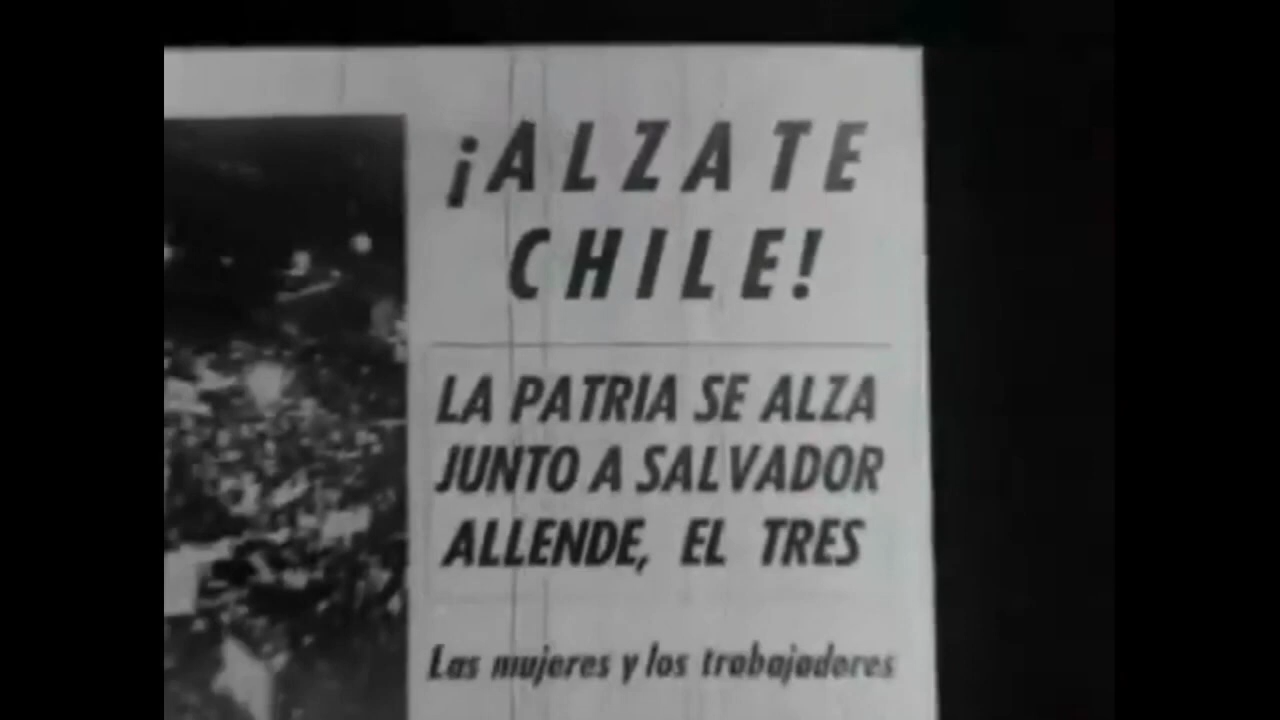 ¡ALZATE
CHILE!
LA PATRIA SE ALZA
JUNTO A SALVADOR
ALLENDE, EL TRES
Las mujeres y los trabajadores